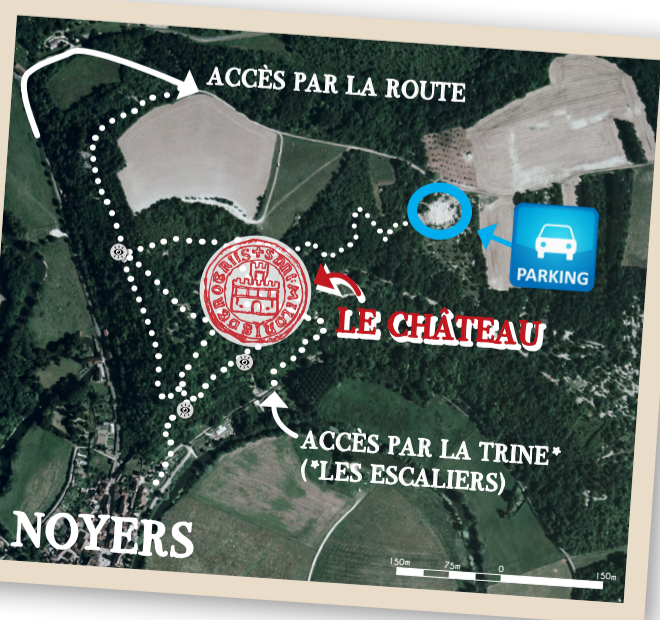 ACCÈS PAR LA ROUTE
PARKING
LE CHÂTEAU
ACCÈS PAR LA TRINE*
(*LES ESCALIERS)
NOYERS
150m 75m 0 150m